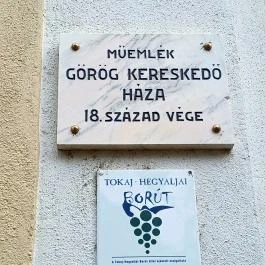 MŰEMLÉK
GÖRÖG KERESKEDŐ
HÁZA
18. SZÁZAD VÉGE
TOKAJ-HEGYALJAI
BORÚT